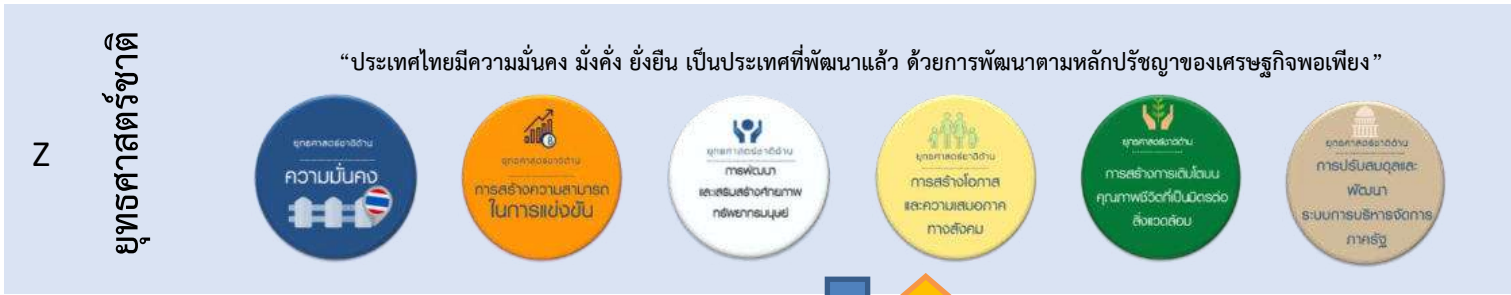 Z
ยุทธศาสตร์ชาติ
“ประเทศไทยมีความมั่นคง มั่งคั่ง ยั่งยืน เป็นประเทศที่พัฒนาแล้ว ด้วยการพัฒนาตามหลักปรัชญาของเศรษฐกิจพอเพียง”
ยุทธศาสตร์ชาติด้าน
ความมั่นคง
ยุทธศาสตร์ชาติด้าน
การสร้างความสามารถ
ในการแข่งขัน
ยุทธศาสตร์ชาติด้าน
การพัฒนา
และเสริมสร้างศักยภาพ
ทรัพยากรมนุษย์
ยุทธศาสตร์ชาติด้าน
การสร้างโอกาส
และความเสมอภาค
ทางสังคม
ยุทธศาสตร์ชาติด้าน
การสร้างการเติบโตบน
คุณภาพชีวิตที่เป็นมิตรต่อ
สิ่งแวดล้อม
ยุทธศาสตร์ชาติด้าน
การปรับสมดุลและ
พัฒนา
ระบบการบริหารจัดการ
ภาครัฐ